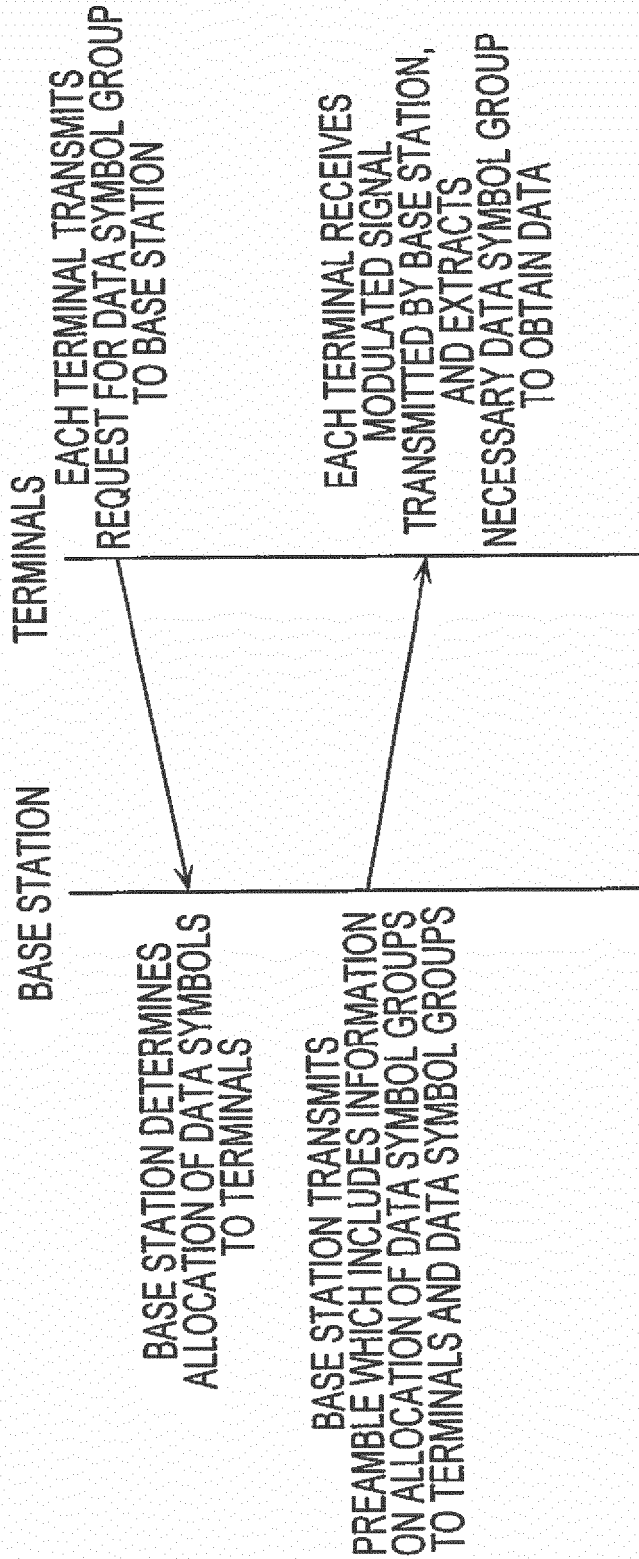 BASE STATION
TERMINALS
EACH TERMINAL TRANSMITS
REQUEST FOR DATA SYMBOL GROUP
TO BASE STATION
BASE STATION DETERMINES
ALLOCATION OF DATA SYMBOLS
TO TERMINALS
BASE STATION TRANSMITS
PREAMBLE WHICH INCLUDES INFORMATION
ON ALLOCATION OF DATA SYMBOL GROUPS
TO TERMINALS AND DATA SYMBOL GROUPS
EACH TERMINAL RECEIVES
MODULATED SIGNAL
TRANSMITTED BY BASE STATION,
AND EXTRACTS
NECESSARY DATA SYMBOL GROUP
TO OBTAIN DATA